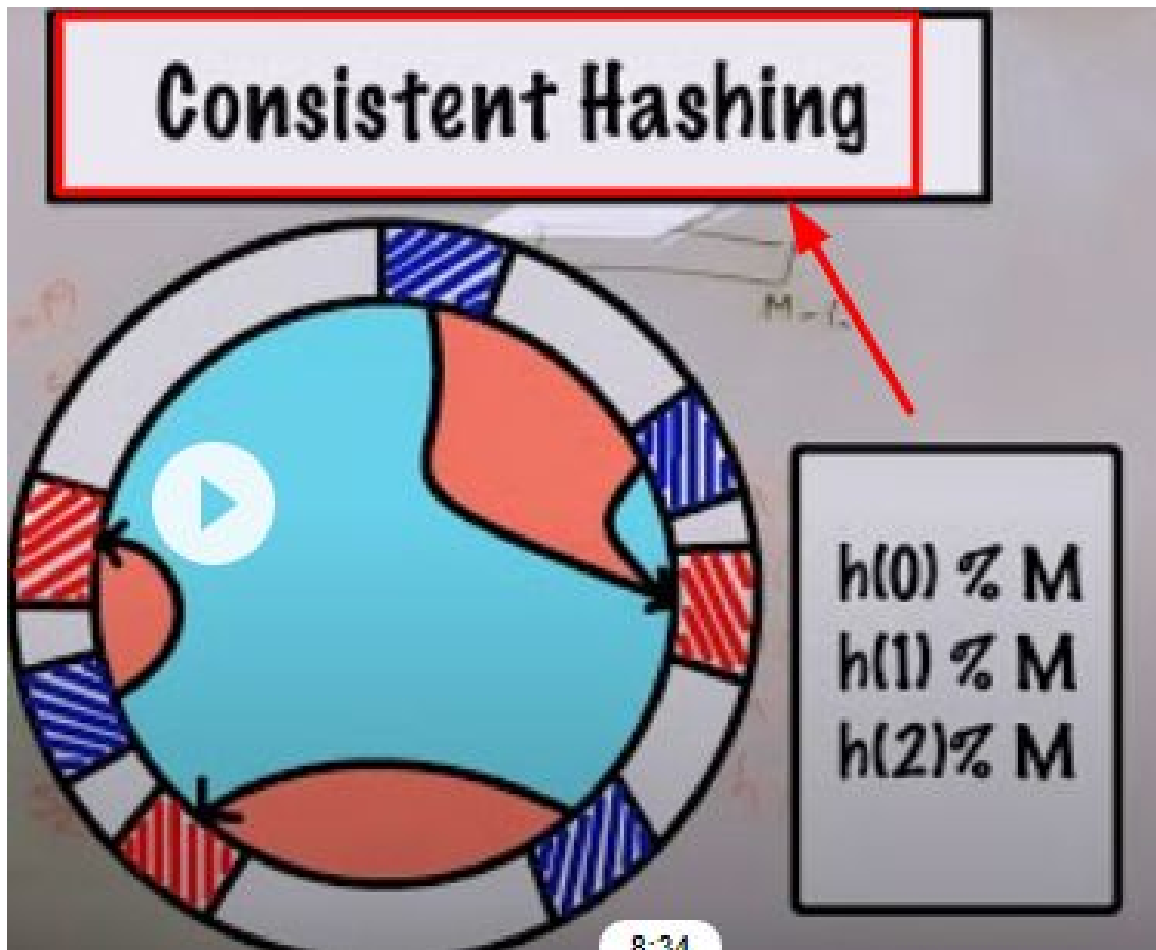 Consistent Hashing
h(0) % M
h(1) % M
h(2)% M
8:34